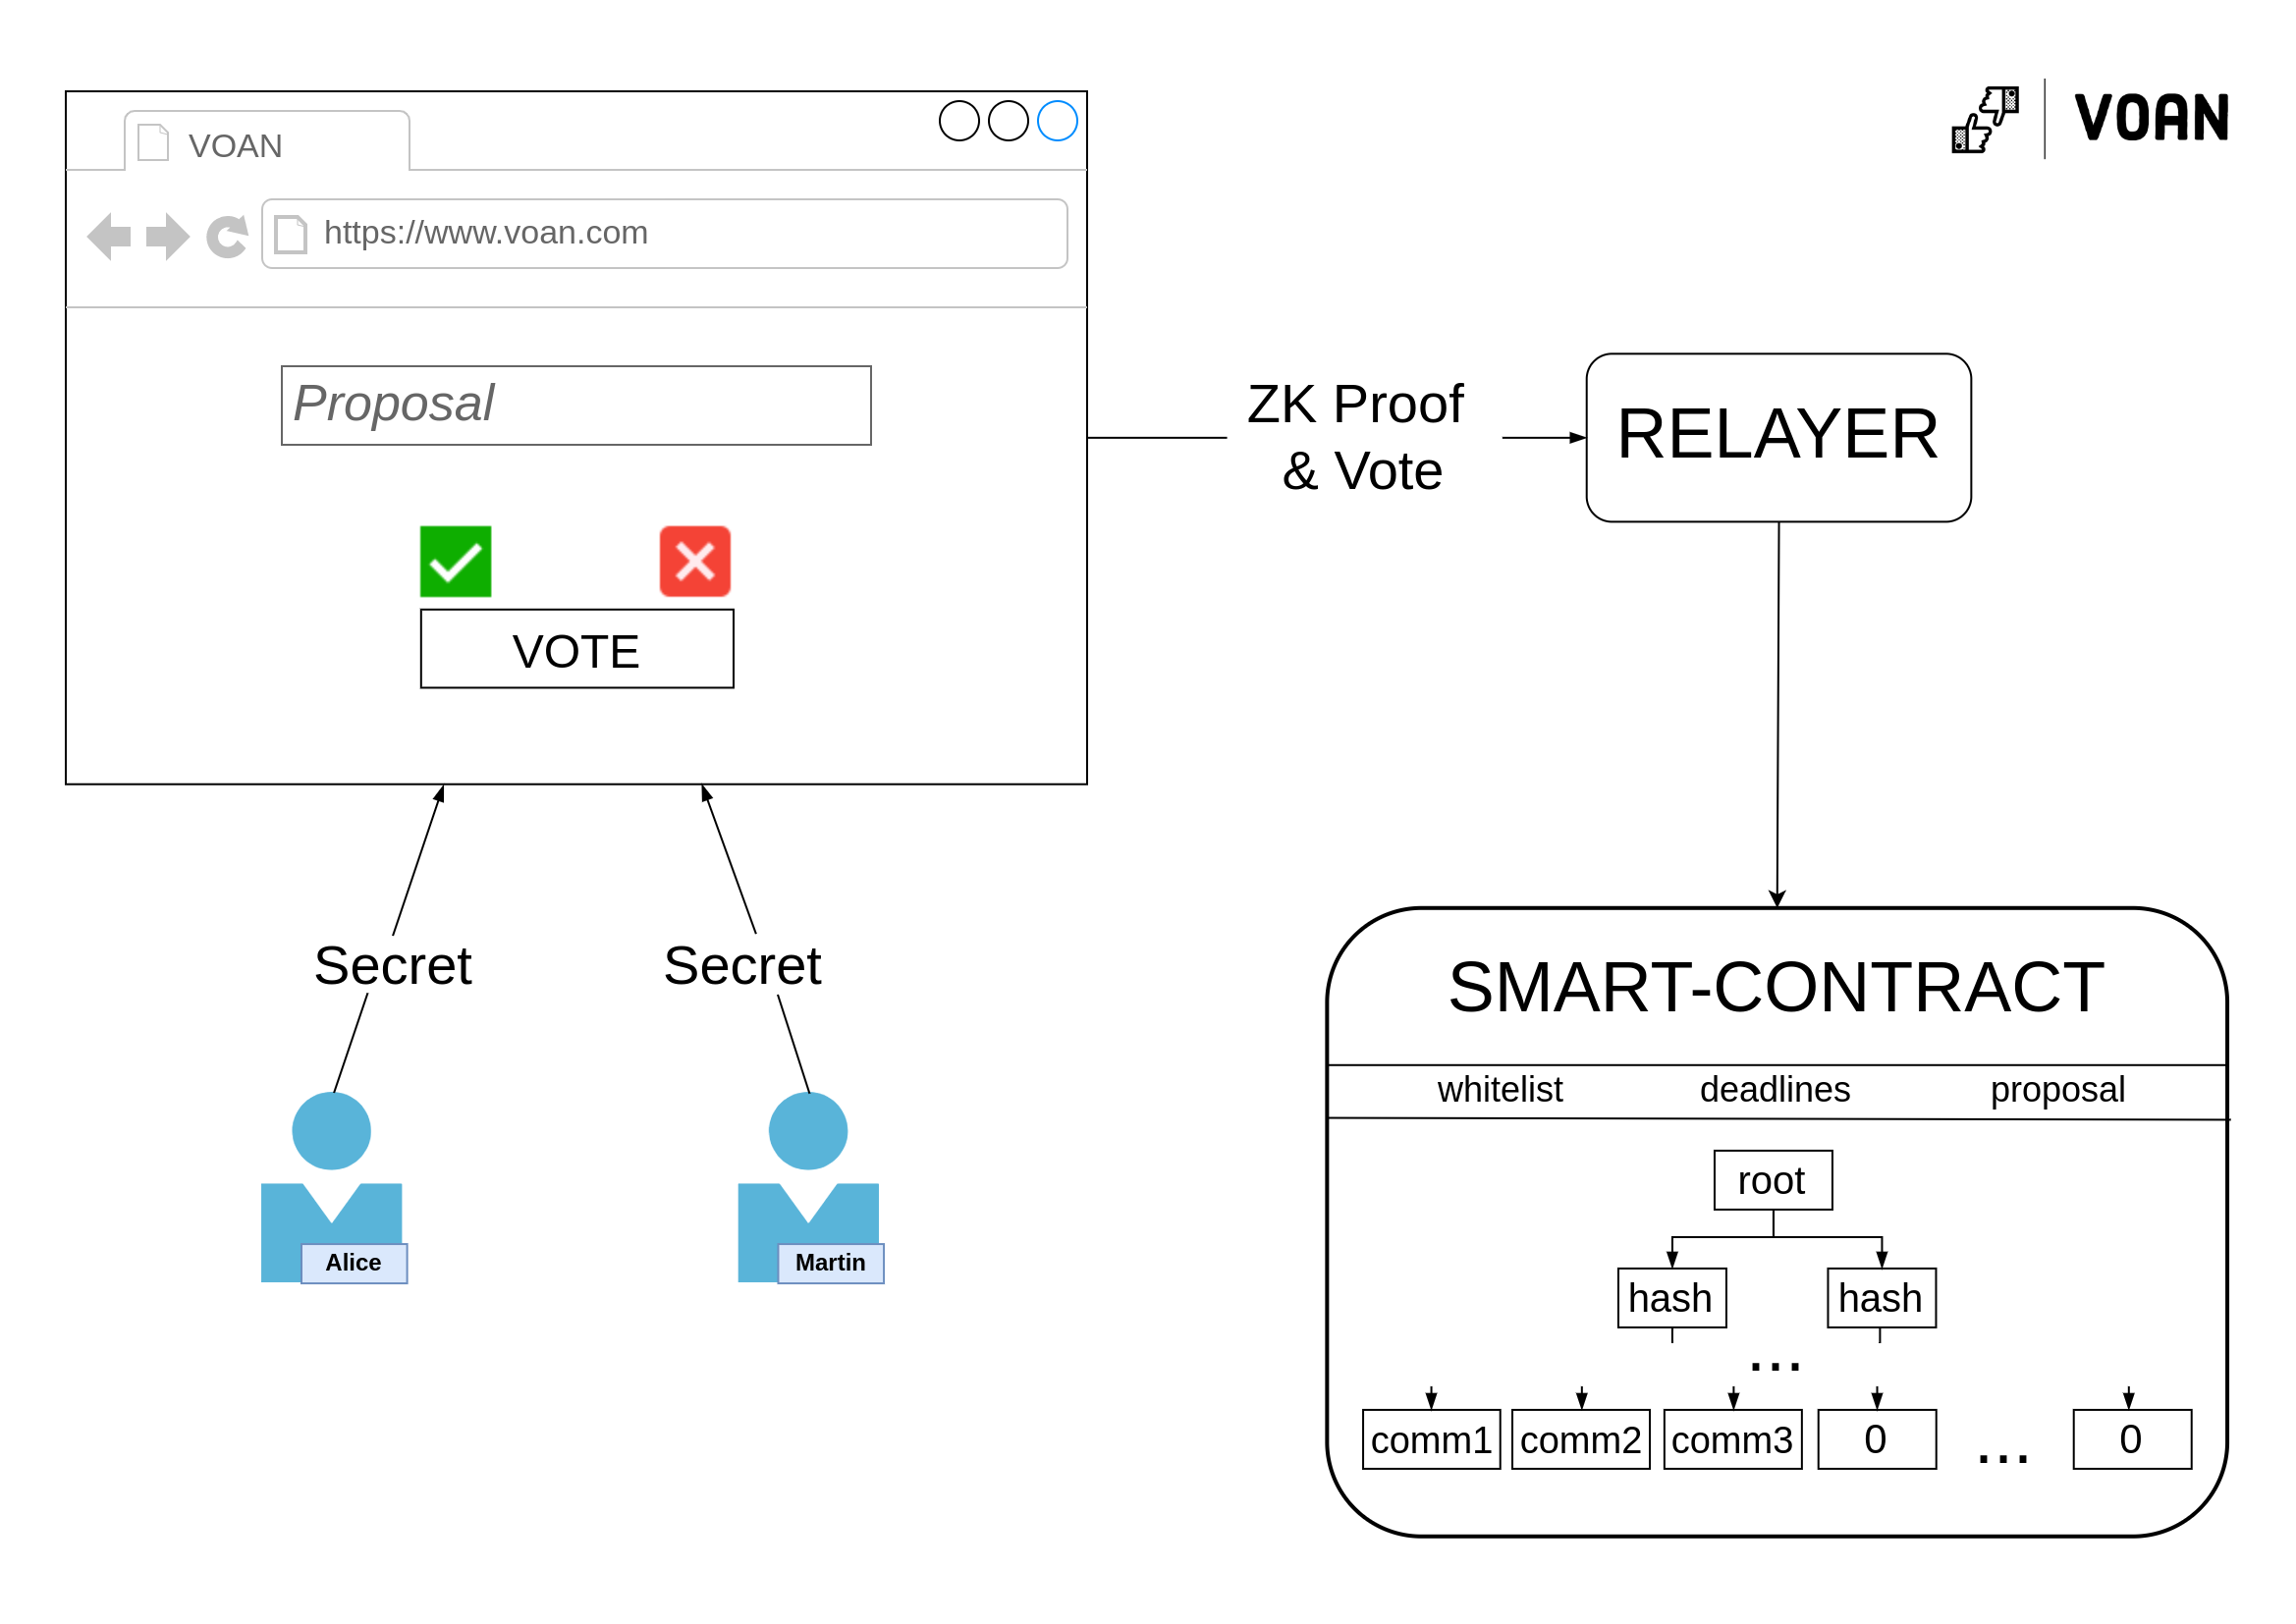 VOAN
https://www.voan.com
Proposal
VOTE
Secret
Secret
Alice
Martin
ZK Proof
& Vote
VOAN
RELAYER
SMART-CONTRACT
whitelist deadlines proposal
root
hash hash
...
comm1 comm2 comm3 0 ... 0